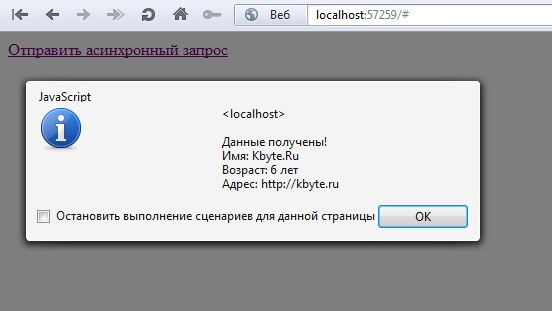 Веб
localhost:57259/#
Отправить асинхронный запрос
JavaScript
<localhost>
Данные получены!
Имя: Kbyte.Ru
Возраст: 6 лет
Адрес: http://kbyte.ru
Остановить выполнение сценариев для данной страницы
OK